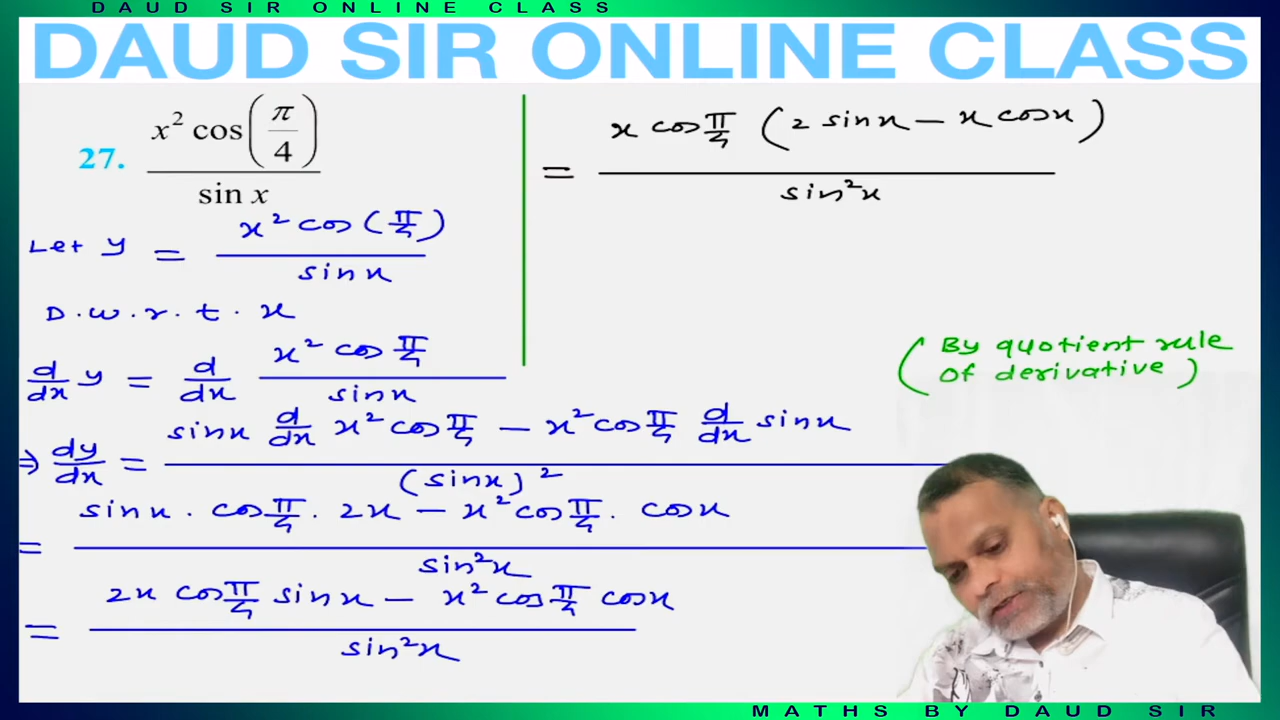 DAUD SIR ONLINE CLASS
DAUD SIR ONLINE CLASS
27. x² cos(π/4) / sin x
Let y = x² cos(π/4) / sinx
D.w.r.t. x
d/dx y = d/dx x² cos π/4 / sinx
⇒ dy/dx = sinx d/dx x² cos π/4 − x² cos π/4 d/dx sinx / (sinx)²
= sinx . cos π/4 . 2x − x² cos π/4 . cosx / sin²x
= 2x cos π/4 sinx − x² cos π/4 cosx / sin²x
= x cos π/4 (2 sinx − x cosx) / sin²x
(By quotient rule
of derivative)
MATHS BY DAUD SIR